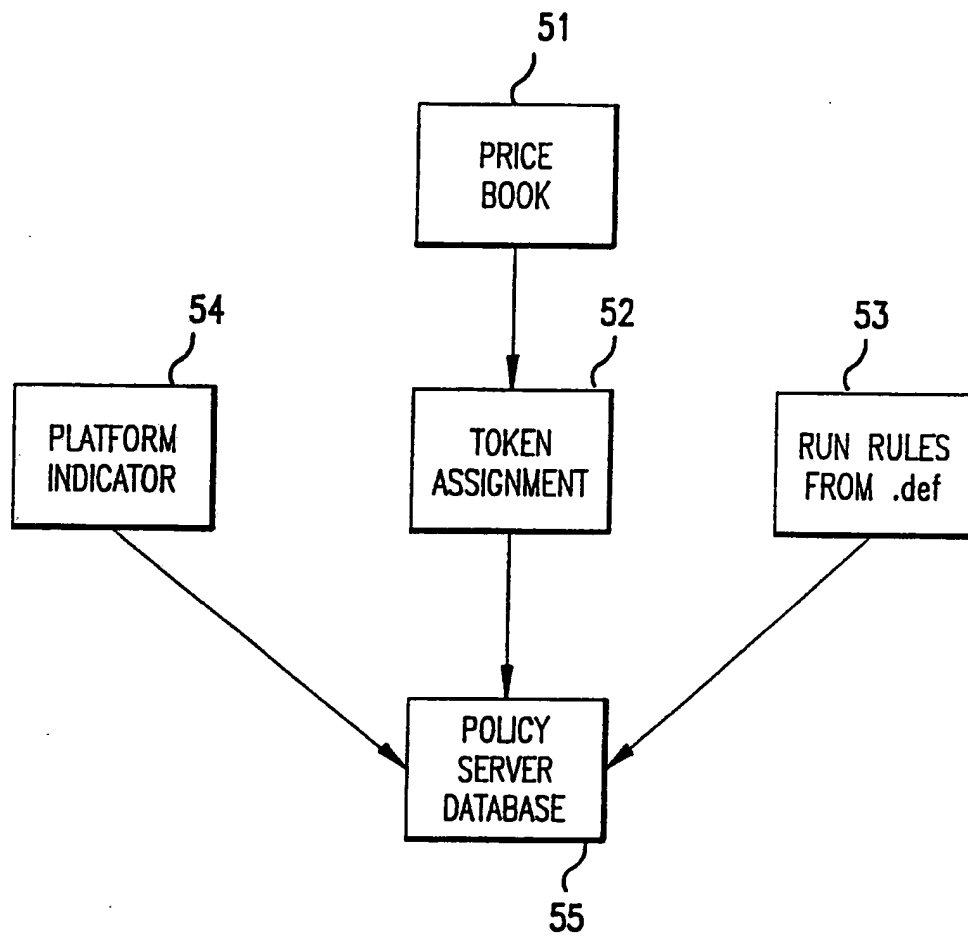 51
PRICE
BOOK
54
PLATFORM
INDICATOR
52
TOKEN
ASSIGNMENT
53
RUN RULES
FROM .def
POLICY
SERVER
DATABASE
55